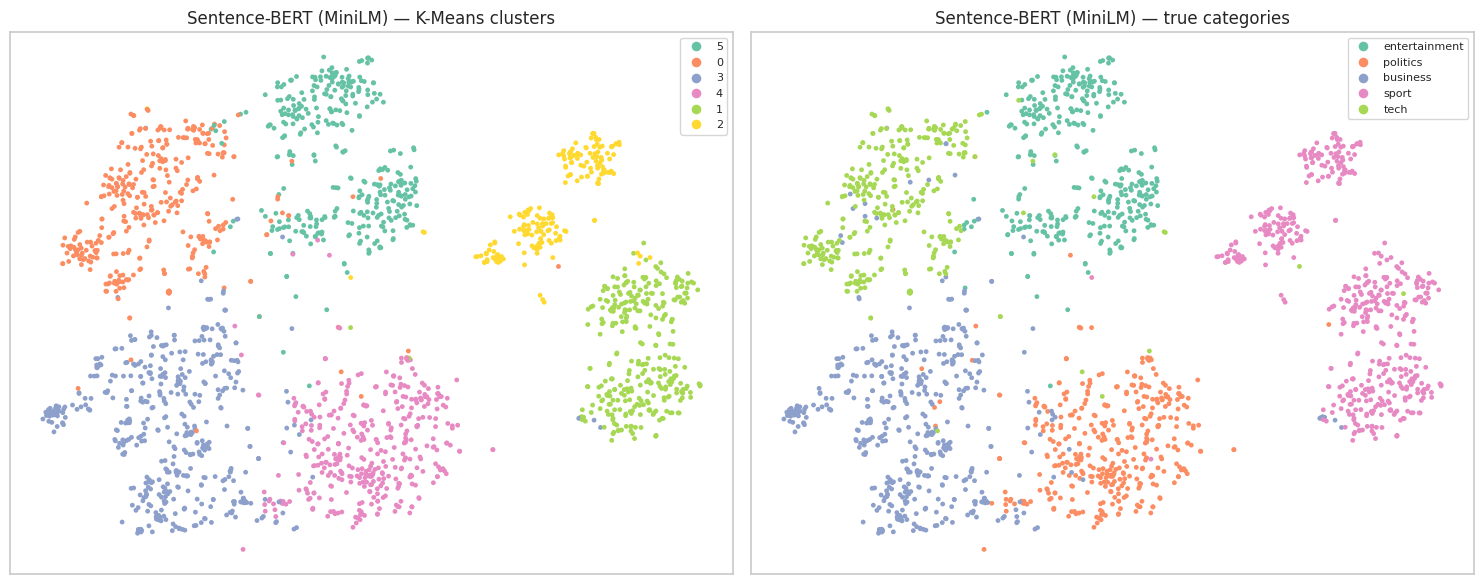 Sentence-BERT (MiniLM) — K-Means clusters
5
0
3
4
1
2
Sentence-BERT (MiniLM) — true categories
entertainment
politics
business
sport
tech